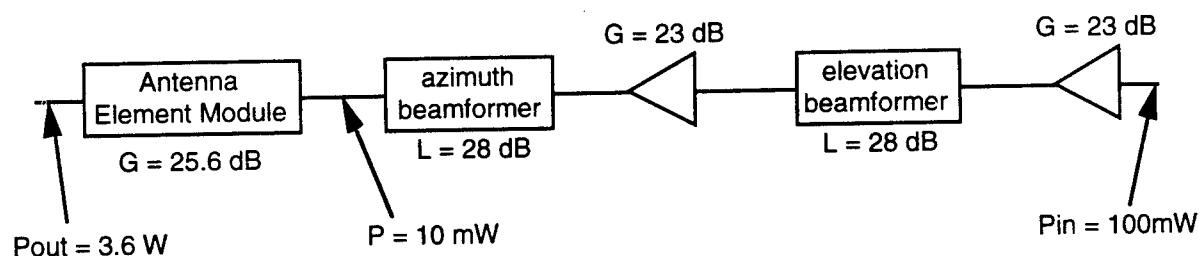 G = 23 dB
G = 23 dB
Antenna
Element Module
azimuth
beamformer
elevation
beamformer
G = 25.6 dB
L = 28 dB
L = 28 dB
Pout = 3.6 W
P = 10 mW
Pin = 100mW